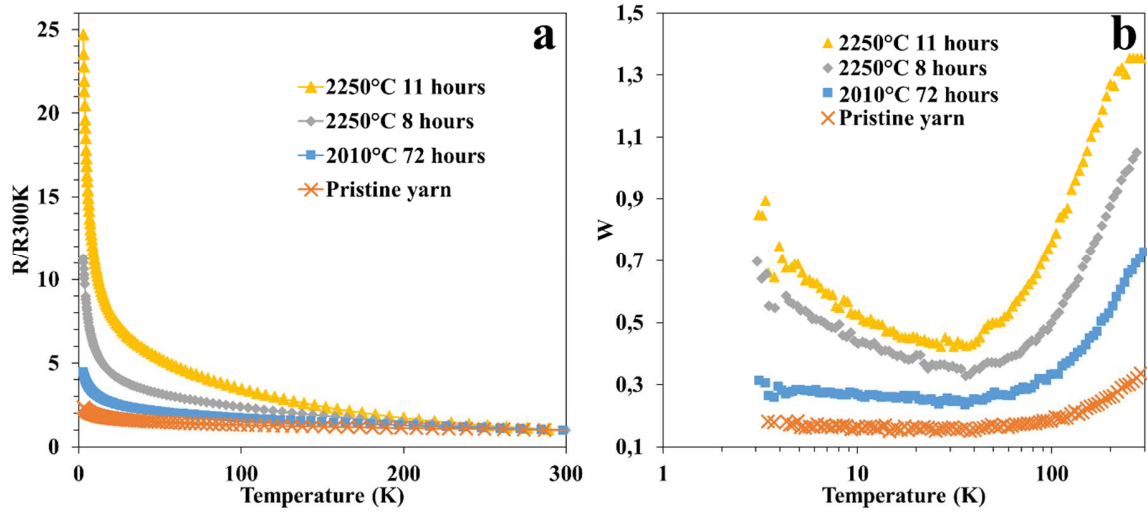 a
25
20
15
10
5
0
R/R300K
0
100
200
300
Temperature (K)
2250°C 11 hours
2250°C 8 hours
2010°C 72 hours
Pristine yarn
b
1,5
1,3
1,1
0,9
0,7
0,5
0,3
0,1
W
1
10
100
Temperature (K)
2250°C 11 hours
2250°C 8 hours
2010°C 72 hours
Pristine yarn